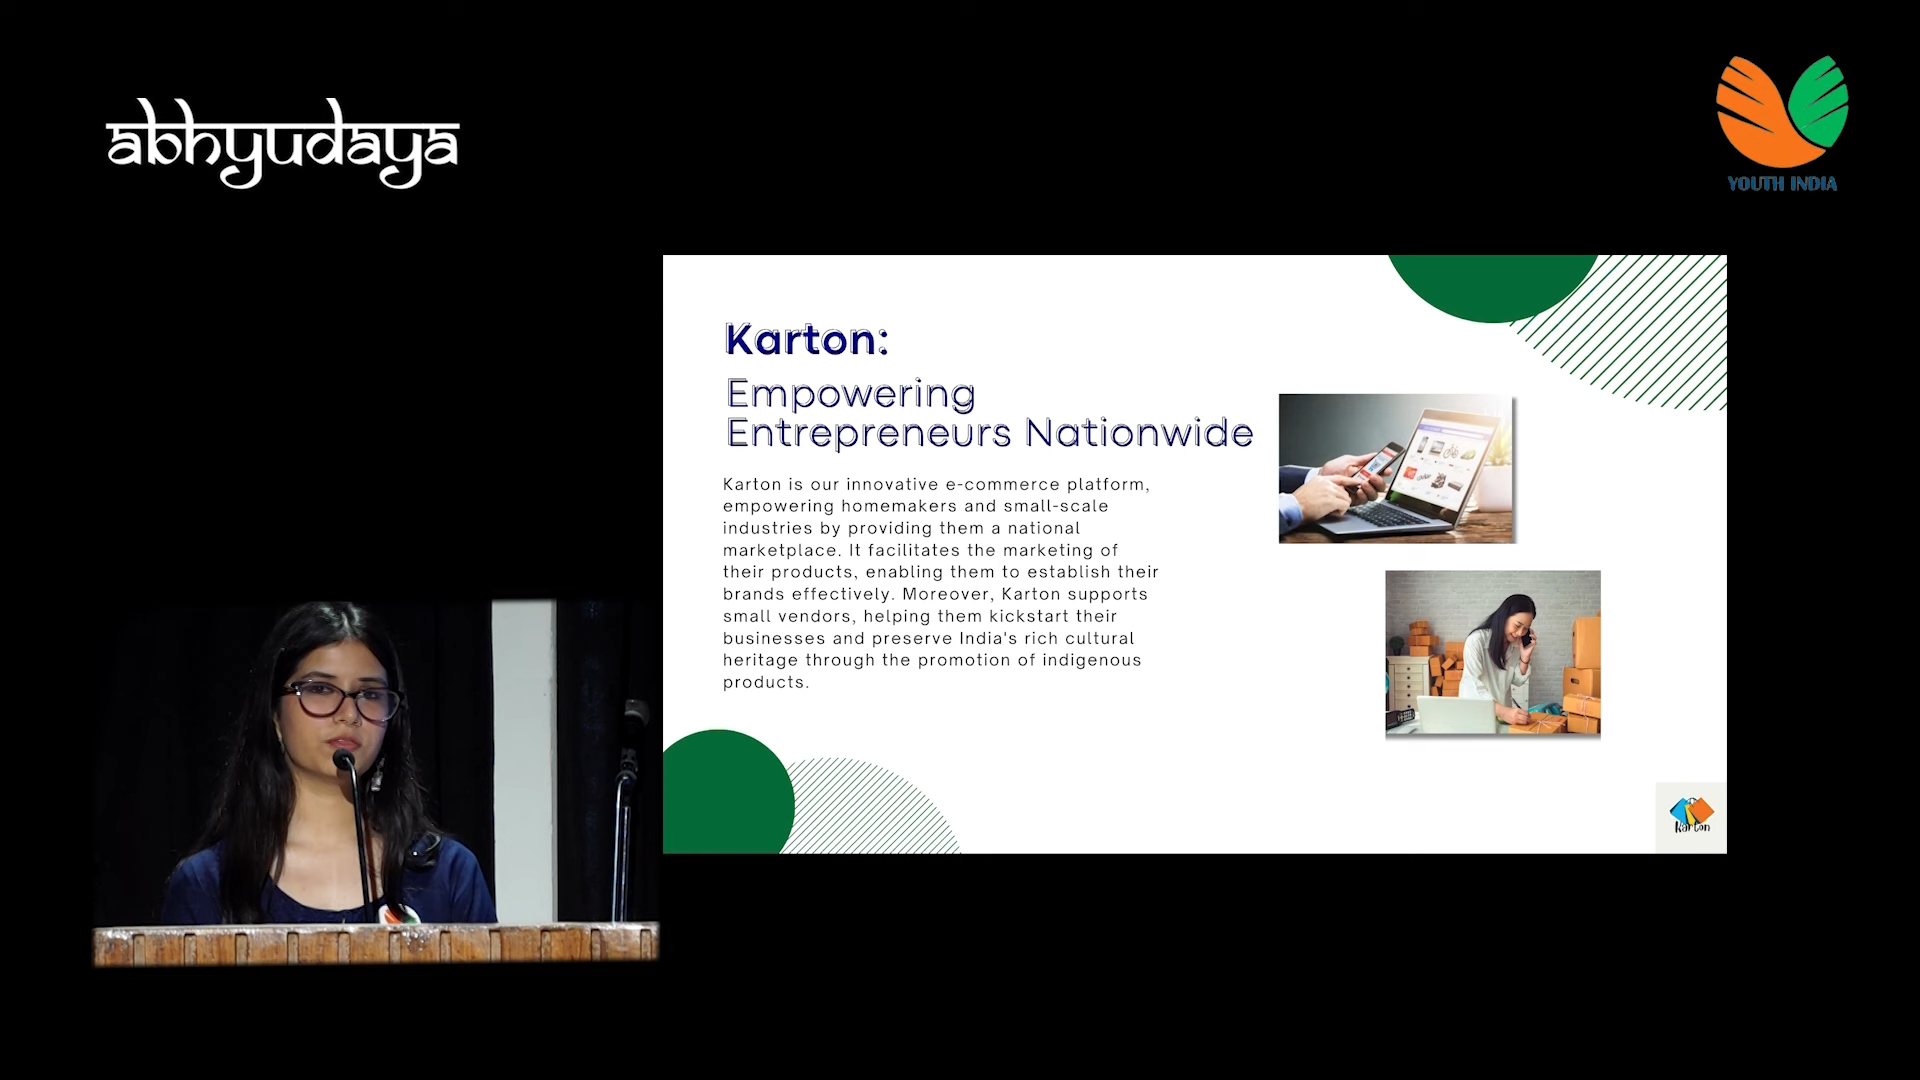 abhyudaya
YOUTH INDIA
Karton:
Empowering
Entrepreneurs Nationwide
Karton is our innovative e-commerce platform,
empowering homemakers and small-scale
industries by providing them a national
marketplace. It facilitates the marketing of
their products, enabling them to establish their
brands effectively. Moreover, Karton supports
small vendors, helping them kickstart their
businesses and preserve India's rich cultural
heritage through the promotion of indigenous
products.
Karton